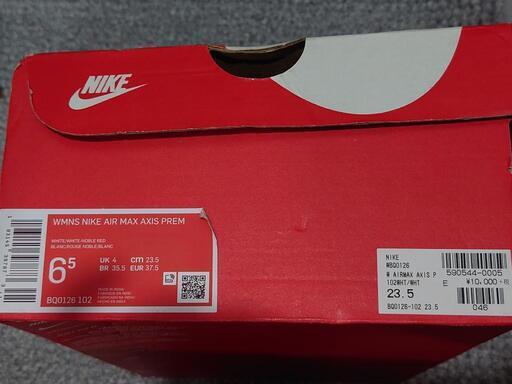 NIKE
WMNS NIKE AIR MAX AXIS PREM
WHITE/WHITE-NOBLE RED
BLANC/ROUGE NOBLE/BLANC
6 5
UK 4 cm 23.5
BR 35.5 EUR 37.5
BQ0126 102
NIKE
WBQ0126
W AIRMAX AXIS P
102WHT/WHT
23.5
BQ0126-102 23.5
590544-0005
E ¥10,000+税
046